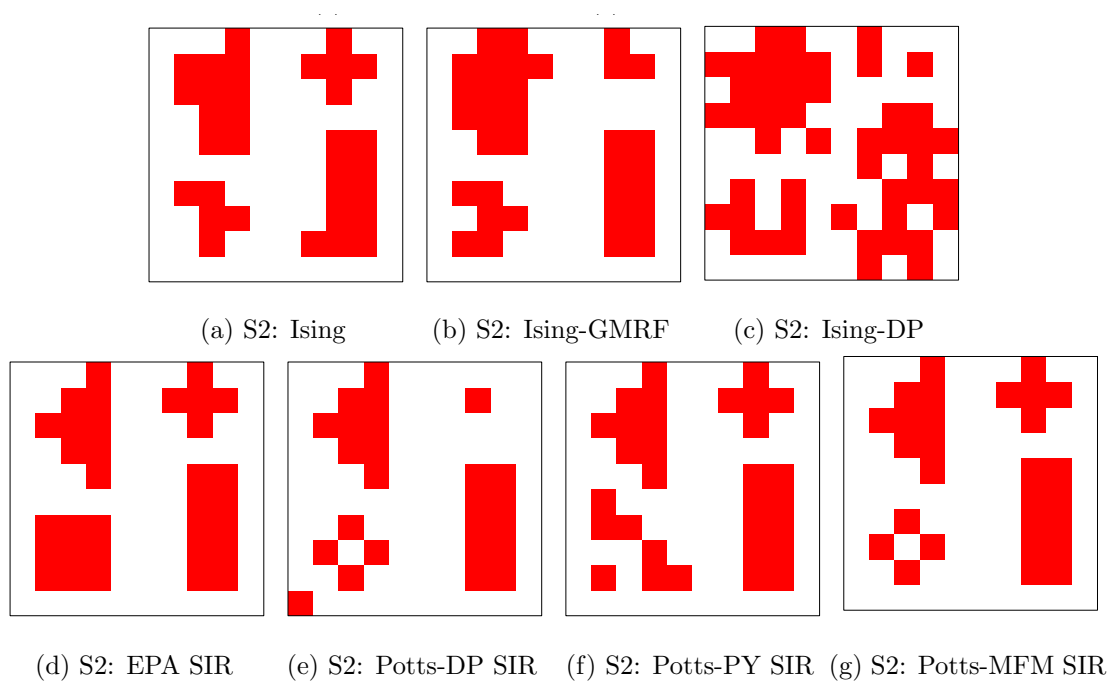 (a) S2: Ising
(b) S2: Ising-GMRF
(c) S2: Ising-DP
(d) S2: EPA SIR
(e) S2: Potts-DP SIR
(f) S2: Potts-PY SIR
(g) S2: Potts-MFM SIR